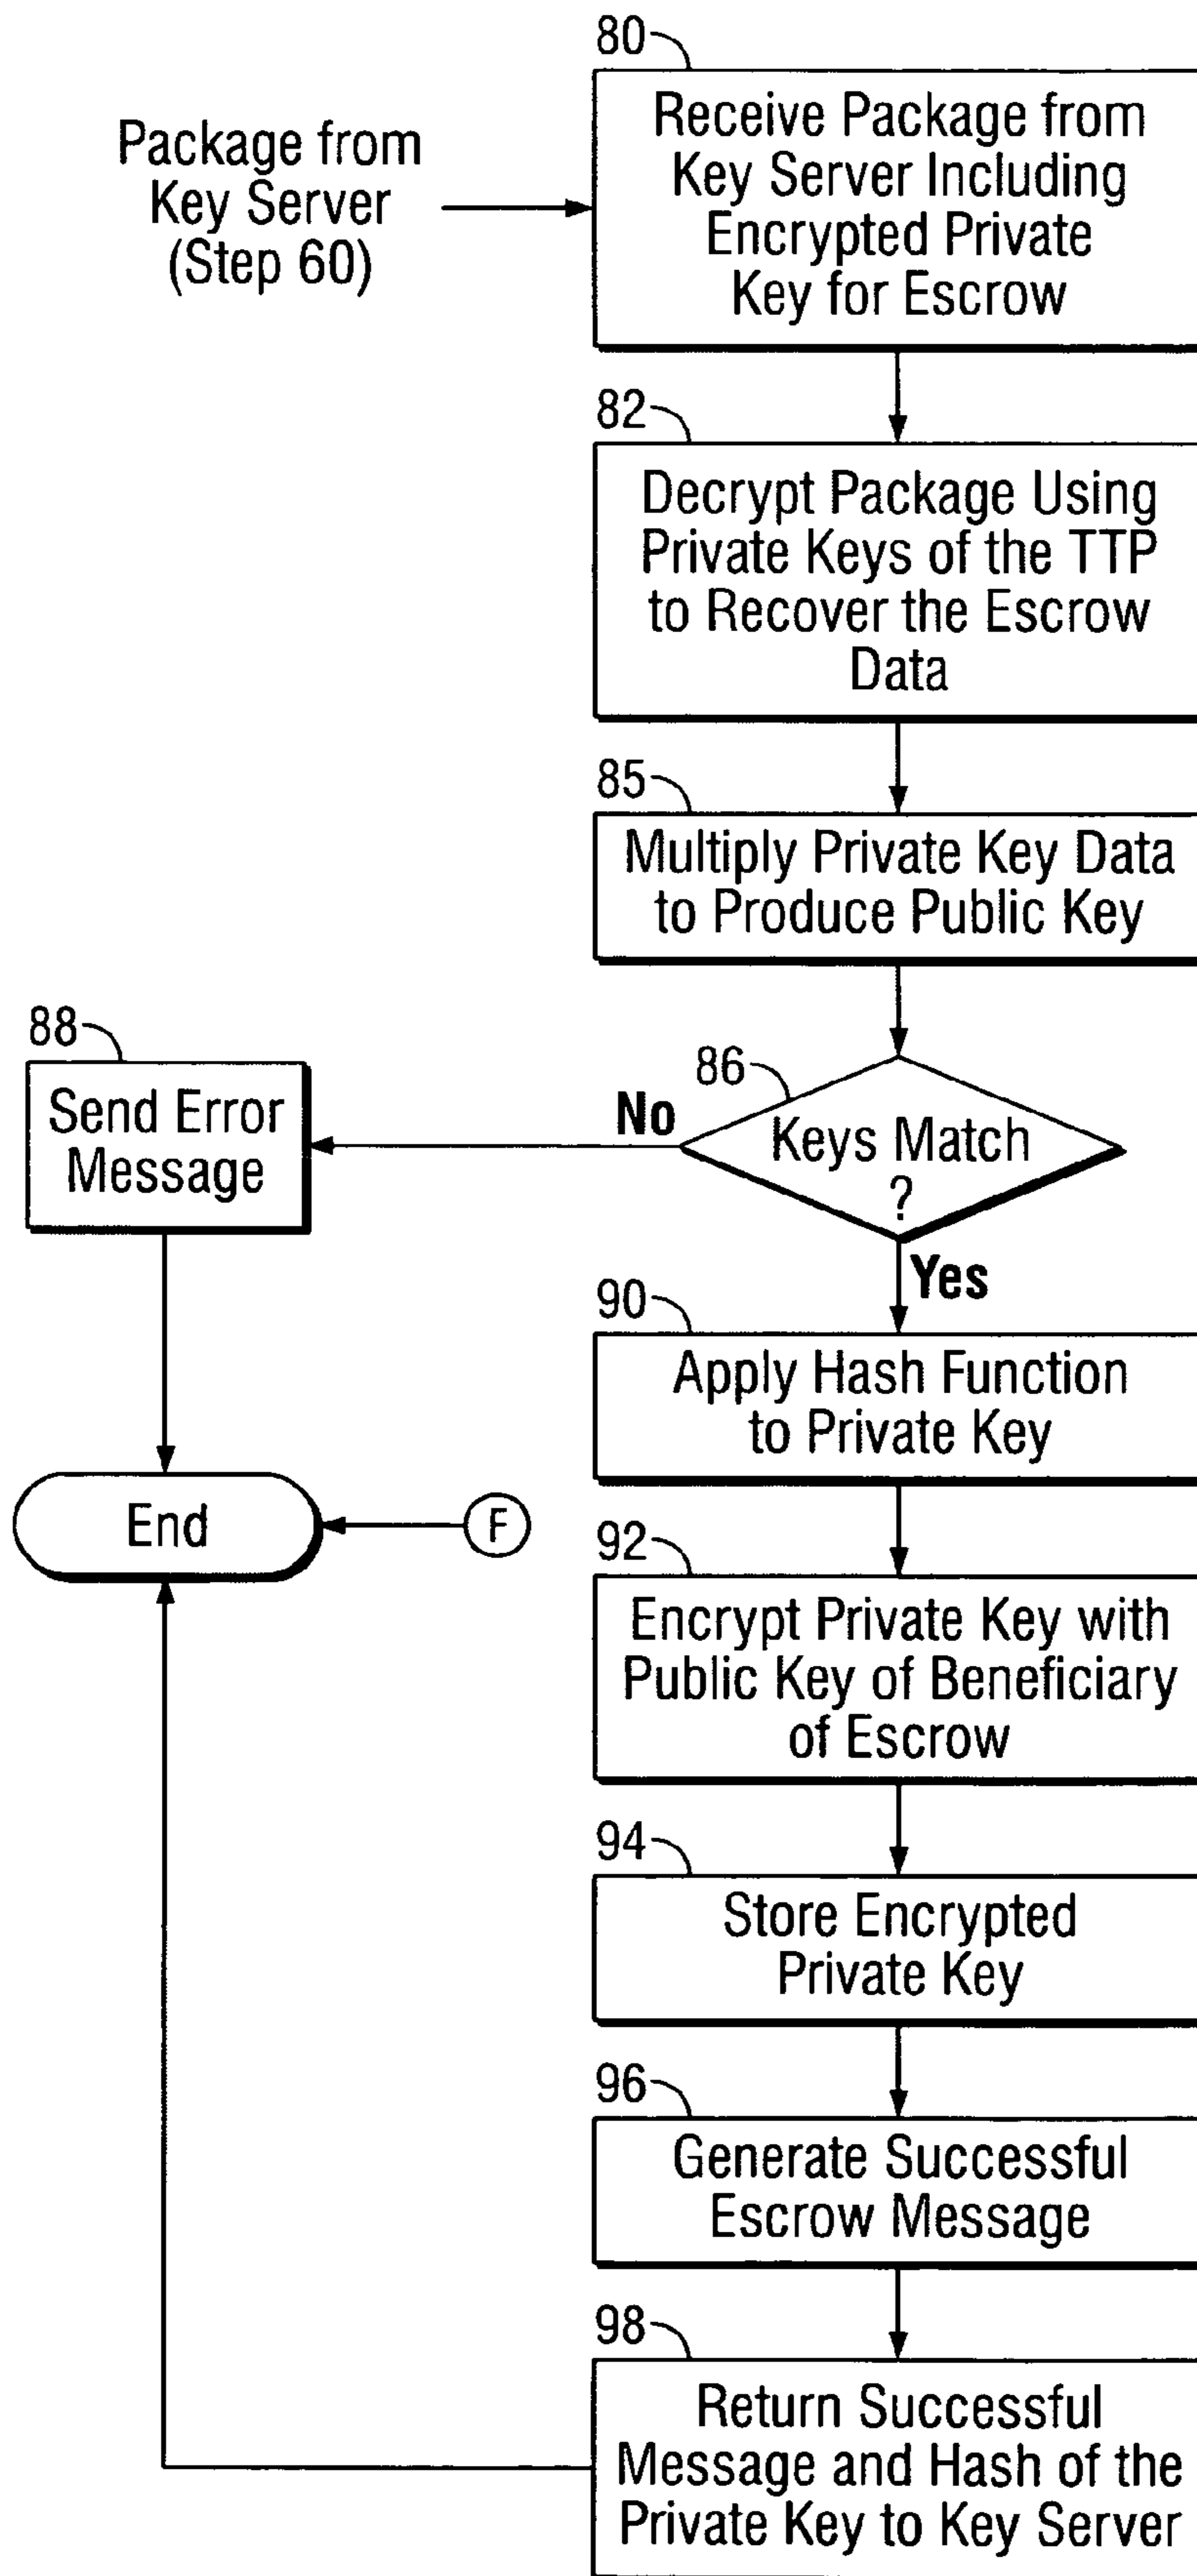 80
Package from
Key Server
(Step 60)
Receive Package from
Key Server Including
Encrypted Private
Key for Escrow
82
Decrypt Package Using
Private Keys of the TTP
to Recover the Escrow
Data
85
Multiply Private Key Data
to Produce Public Key
88
Send Error
Message
86
No
Keys Match
?
Yes
90
Apply Hash Function
to Private Key
End
F
92
Encrypt Private Key with
Public Key of Beneficiary
of Escrow
94
Store Encrypted
Private Key
96
Generate Successful
Escrow Message
98
Return Successful
Message and Hash of the
Private Key to Key Server